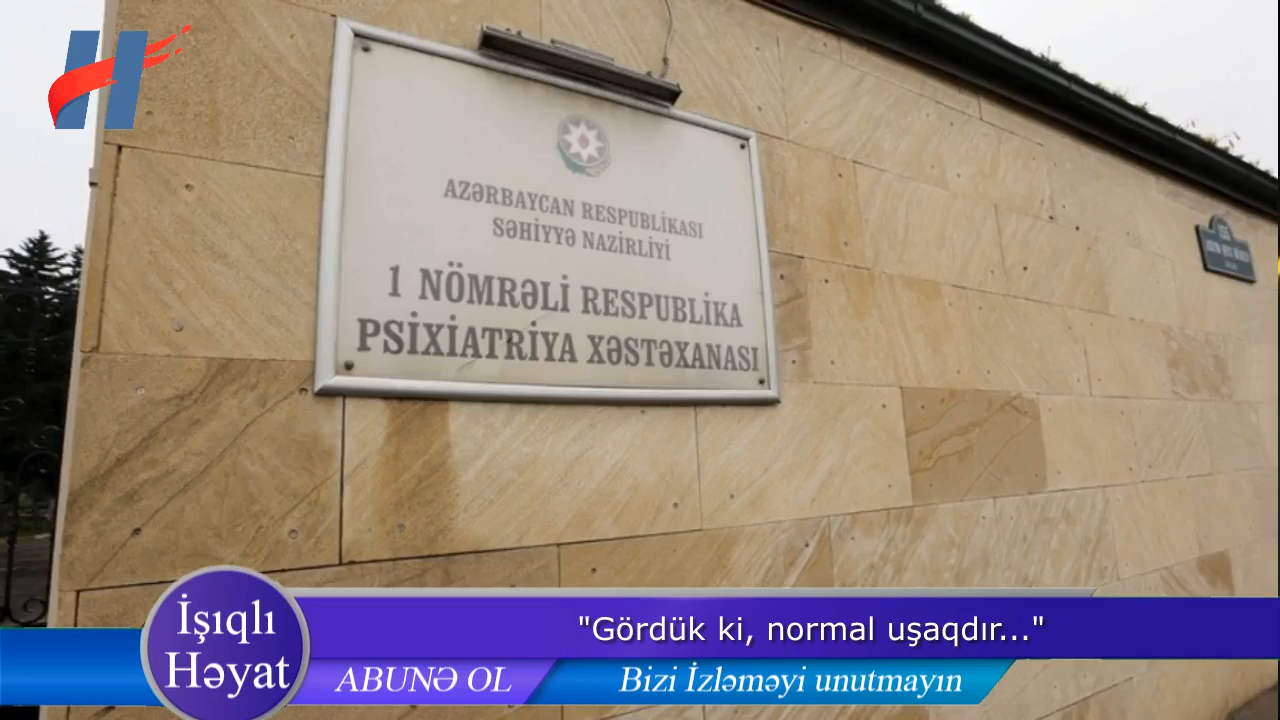 AZƏRBAYCAN RESPUBLİKASI
SƏHİYYƏ NAZİRLİYİ
1 NÖMRƏLİ RESPUBLİKA
PSİXİATRİYA XƏSTƏXANASI
İşıqlı
Həyat
"Gördük ki, normal uşaqdır..."
ABUNƏ OL
Bizi İzləməyi unutmayın